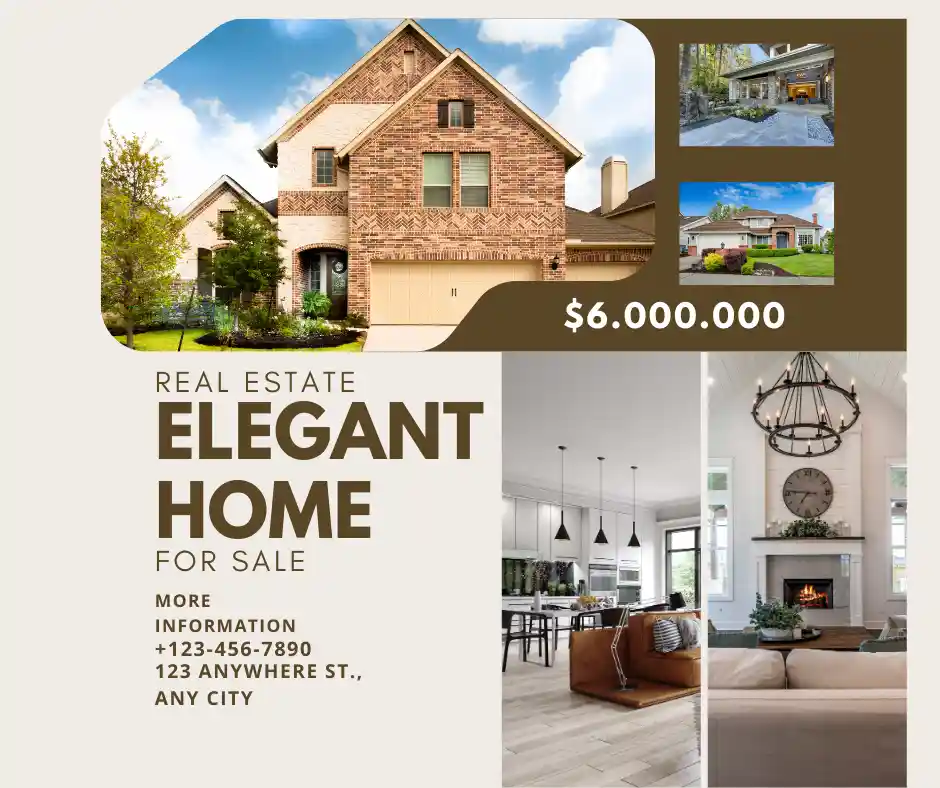 $6.000.000
REAL ESTATE
ELEGANT
HOME
FOR SALE
MORE
INFORMATION
+123-456-7890
123 ANYWHERE ST.,
ANY CITY